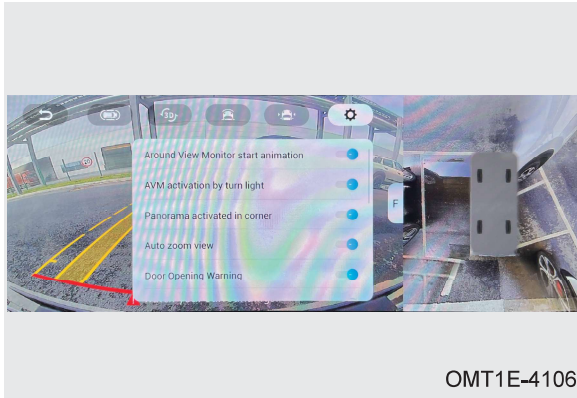 3D
Around View Monitor start animation
AVM activation by turn light
Panorama activated in corner
F
Auto zoom view
Door Opening Warning
OMT1E-4106